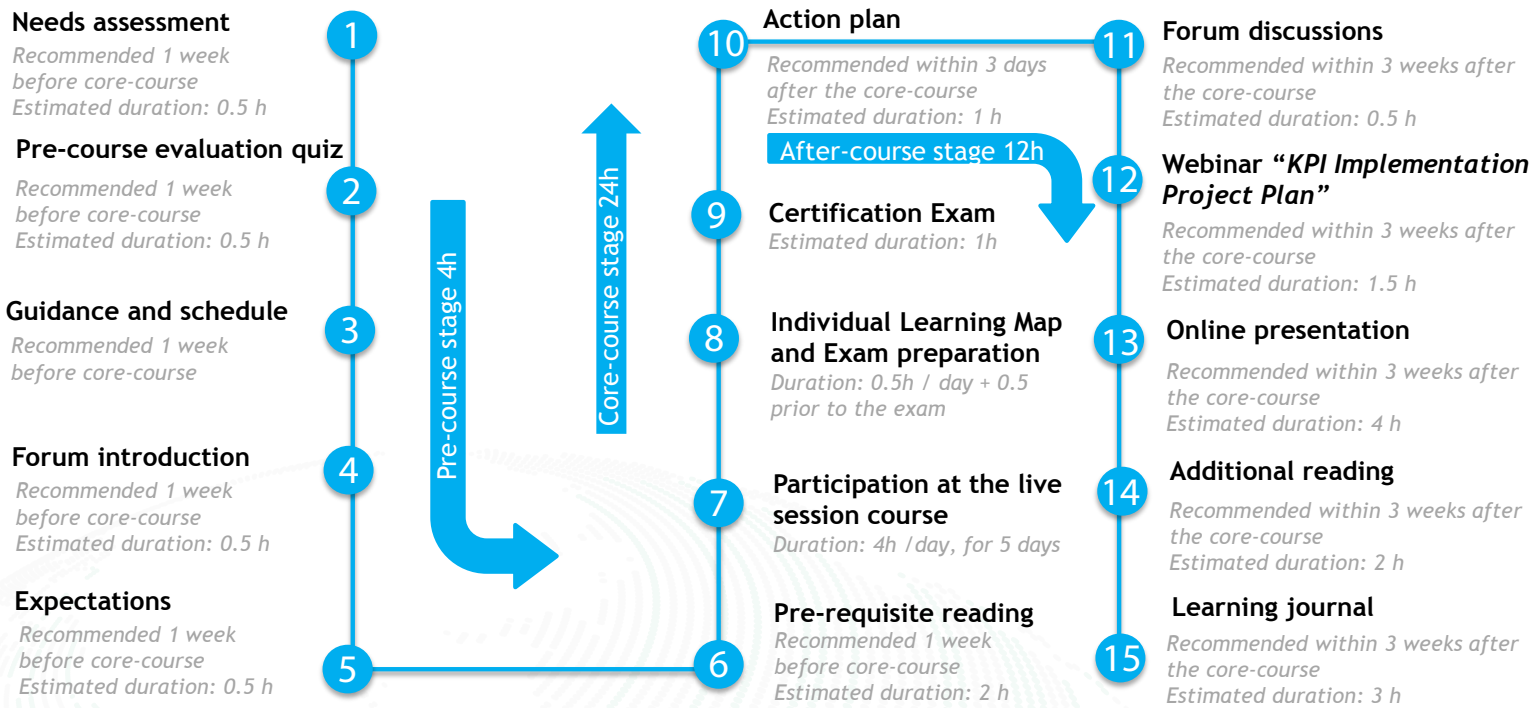 1
Needs assessment
Recommended 1 week
before core-course
Estimated duration: 0.5 h
2
Pre-course evaluation quiz
Recommended 1 week
before core-course
Estimated duration: 0.5 h
3
Guidance and schedule
Recommended 1 week
before core-course
4
Forum introduction
Recommended 1 week
before core-course
Estimated duration: 0.5 h
5
Expectations
Recommended 1 week
before core-course
Estimated duration: 0.5 h
Pre-course stage 4h
6
Pre-requisite reading
Recommended 1 week
before core-course
Estimated duration: 2 h
7
Participation at the live
session course
Duration: 4h /day, for 5 days
8
Individual Learning Map
and Exam preparation
Duration: 0.5h / day + 0.5
prior to the exam
9
Certification Exam
Estimated duration: 1h
Core-course stage 24h
10
Action plan
Recommended within 3 days
after the core-course
Estimated duration: 1 h
After-course stage 12h
11
Forum discussions
Recommended within 3 weeks after
the core-course
Estimated duration: 0.5 h
12
Webinar “KPI Implementation
Project Plan”
Recommended within 3 weeks after
the core-course
Estimated duration: 1.5 h
13
Online presentation
Recommended within 3 weeks after
the core-course
Estimated duration: 4 h
14
Additional reading
Recommended within 3 weeks after
the core-course
Estimated duration: 2 h
15
Learning journal
Recommended within 3 weeks after
the core-course
Estimated duration: 3 h